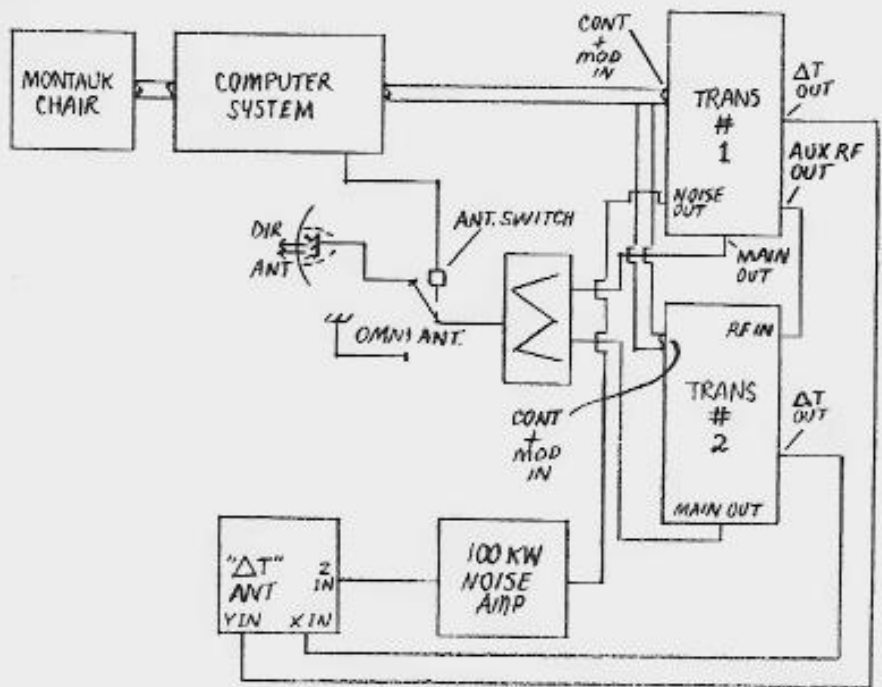 MONTAUK
CHAIR
COMPUTER
SYSTEM
CONT
+
MOD
IN
TRANS
#
1
ΔT
OUT
AUX RF
OUT
NOISE
OUT
MAIN
OUT
DIR
ANT
ANT. SWITCH
OMNI ANT.
Σ
RF IN
TRANS
#
2
ΔT
OUT
CONT
+
MOD
IN
MAIN OUT
"ΔT"
ANT
Z
IN
Y IN
X IN
100 KW
NOISE
AMP